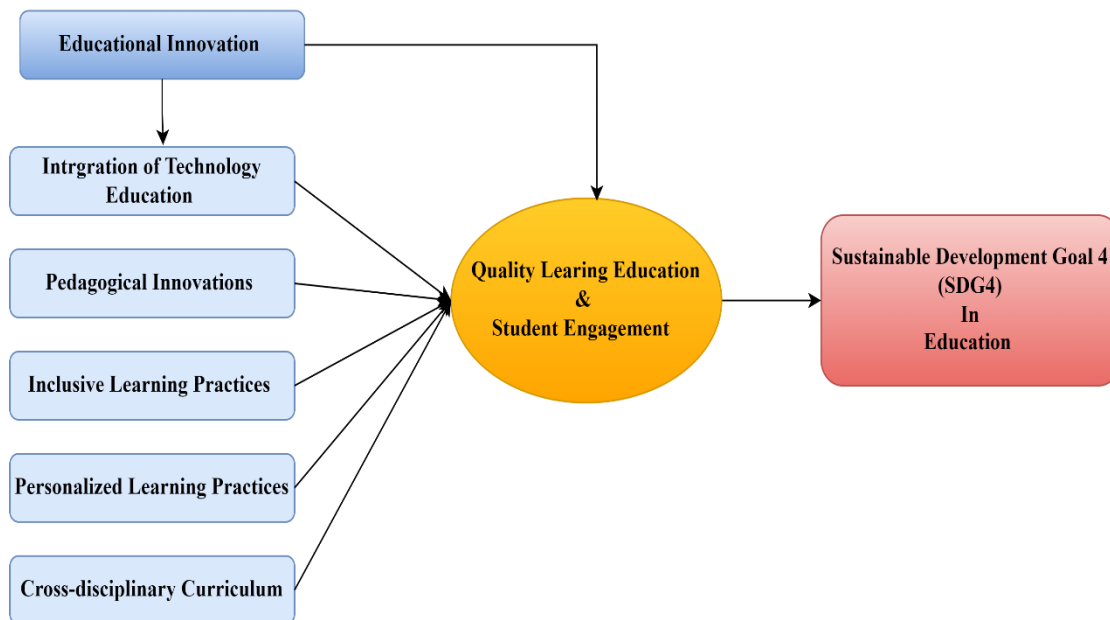 Educational Innovation
Intrgration of Technology
Education
Pedagogical Innovations
Inclusive Learning Practices
Personalized Learning Practices
Cross-disciplinary Curriculum
Quality Learing Education
&
Student Engagement
Sustainable Development Goal 4
(SDG4)
In
Education